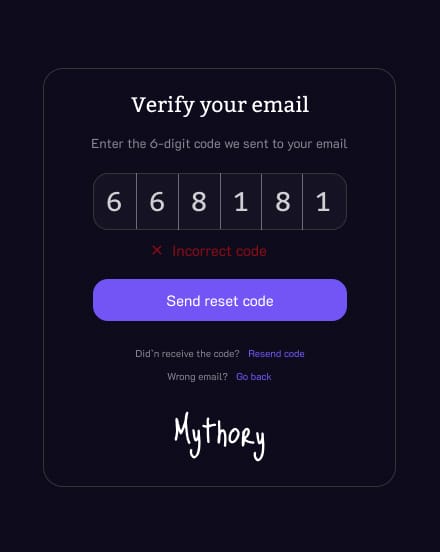 Verify your email
Enter the 6-digit code we sent to your email
6 6 8 1 8 1
✕ Incorrect code
Send reset code
Did'n receive the code? Resend code
Wrong email? Go back
Mythory